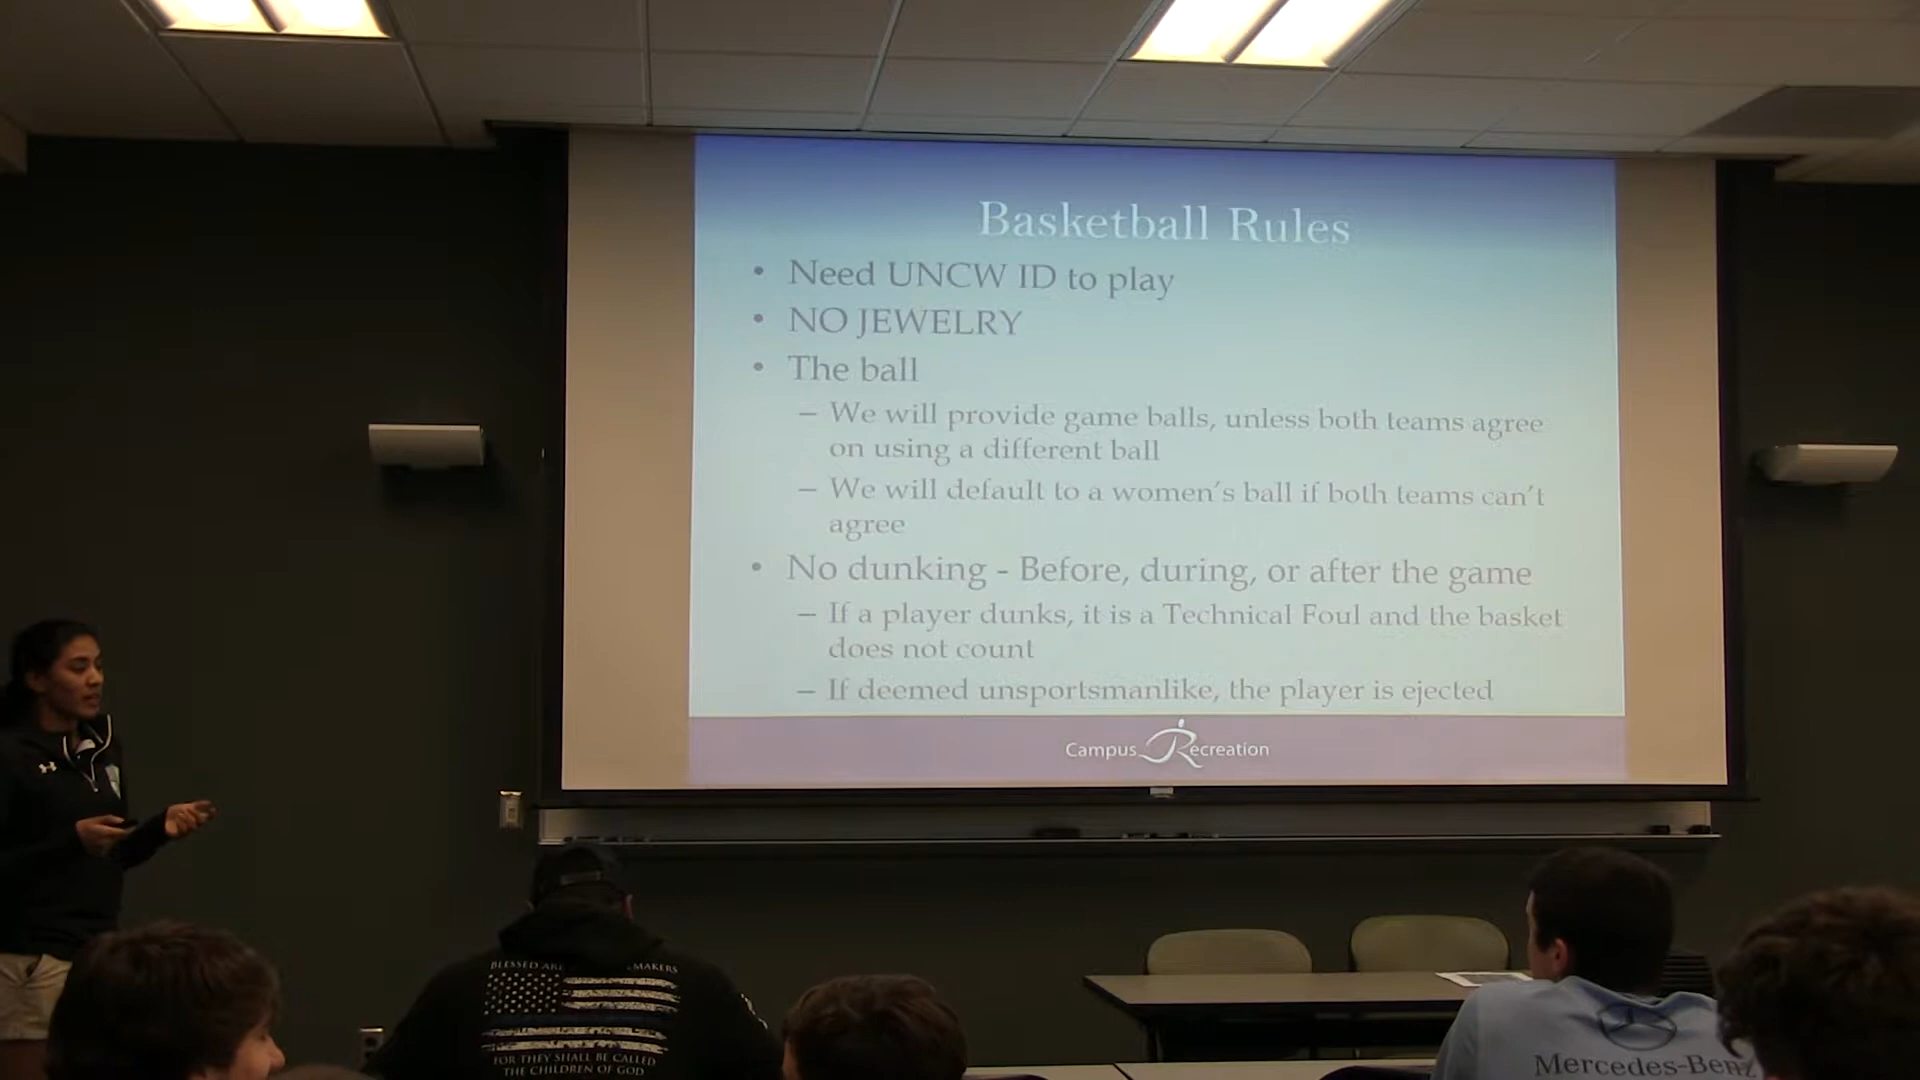 Basketball Rules
• Need UNCW ID to play
• NO JEWELRY
• The ball
– We will provide game balls, unless both teams agree
on using a different ball
– We will default to a women's ball if both teams can't
agree
• No dunking - Before, during, or after the game
– If a player dunks, it is a Technical Foul and the basket
does not count
– If deemed unsportsmanlike, the player is ejected
Campus Recreation
BLESSED ARE MAKERS
FOR THEY SHALL BE CALLED
THE CHILDREN OF GOD
Mercedes-Benz